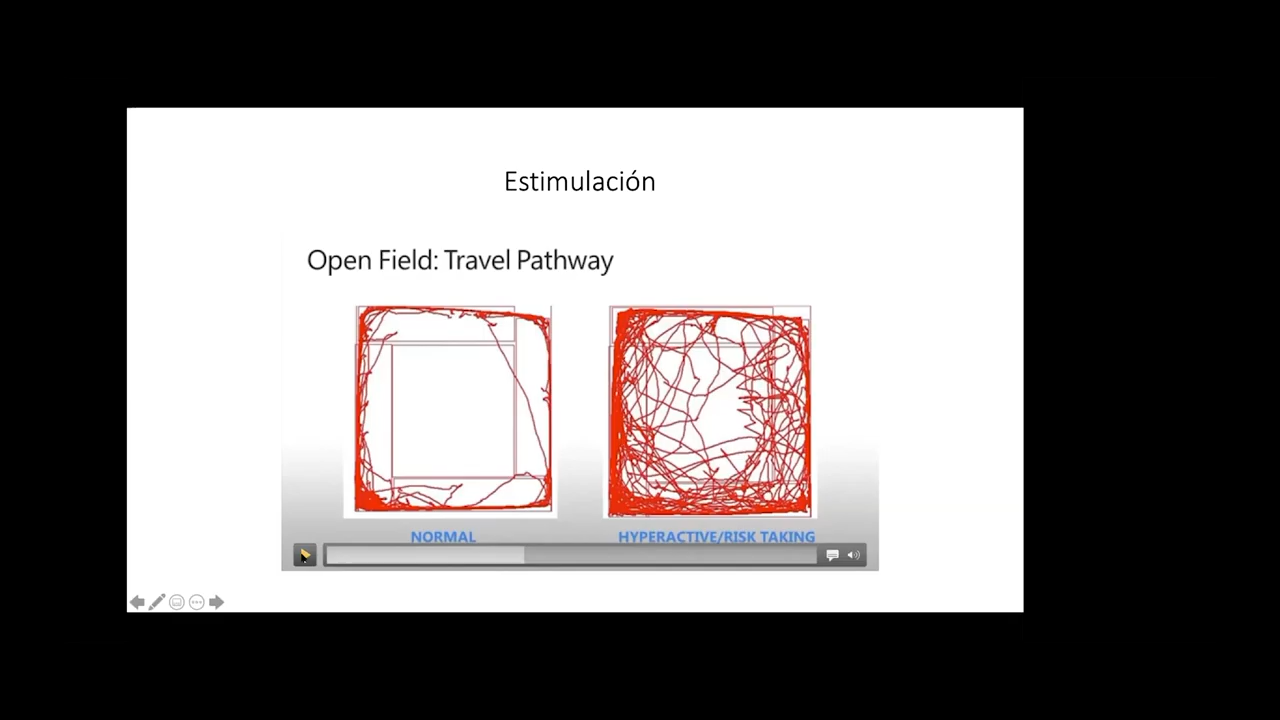 Estimulación
Open Field: Travel Pathway
NORMAL
HYPERACTIVE/RISK TAKING